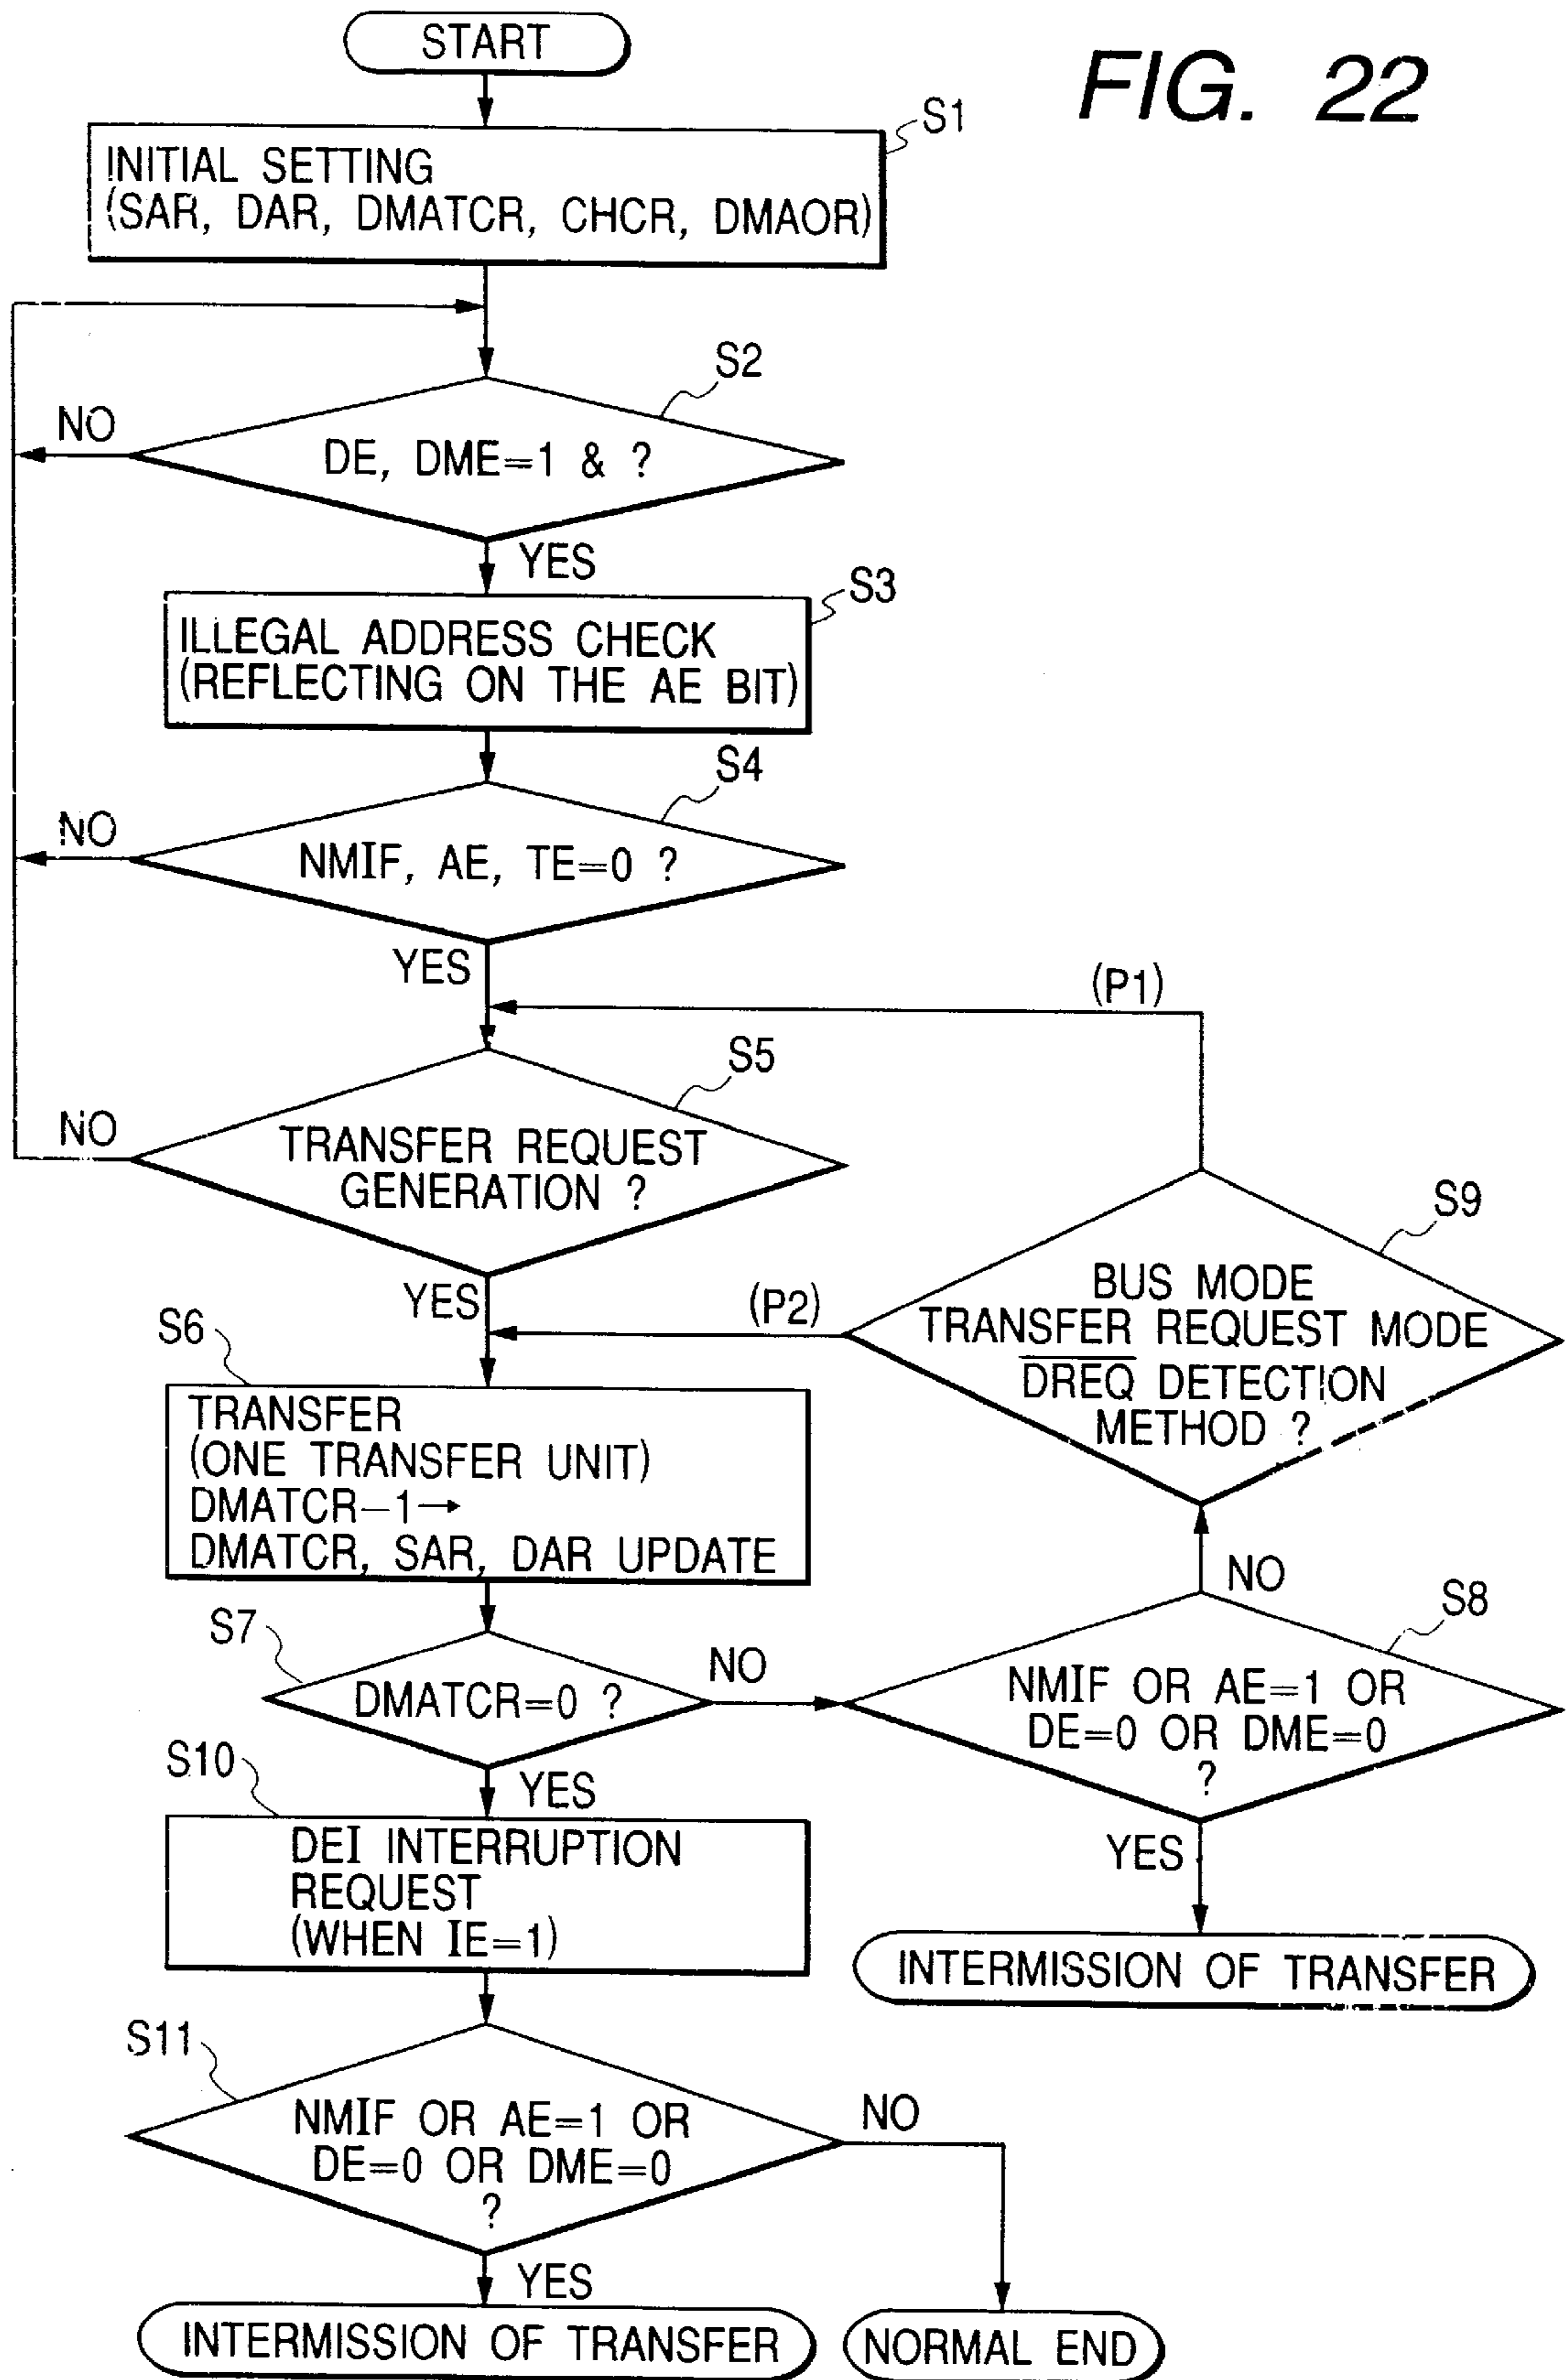 START
FIG. 22
S1
INITIAL SETTING
(SAR, DAR, DMATCR, CHCR, DMAOR)
S2
NO
DE, DME=1 & ?
YES
S3
ILLEGAL ADDRESS CHECK
(REFLECTING ON THE AE BIT)
S4
NO
NMIF, AE, TE=0 ?
YES
(P1)
S5
NO
TRANSFER REQUEST
GENERATION ?
YES
(P2)
S9
BUS MODE
TRANSFER REQUEST MODE
D̅R̅E̅Q̅ DETECTION
METHOD ?
S6
TRANSFER
(ONE TRANSFER UNIT)
DMATCR−1→
DMATCR, SAR, DAR UPDATE
NO
S8
S7
DMATCR=0 ?
NO
NMIF OR AE=1 OR
DE=0 OR DME=0
?
YES
S10
YES
DEI INTERRUPTION
REQUEST
(WHEN IE=1)
INTERMISSION OF TRANSFER
S11
NMIF OR AE=1 OR
DE=0 OR DME=0
?
NO
YES
INTERMISSION OF TRANSFER
NORMAL END